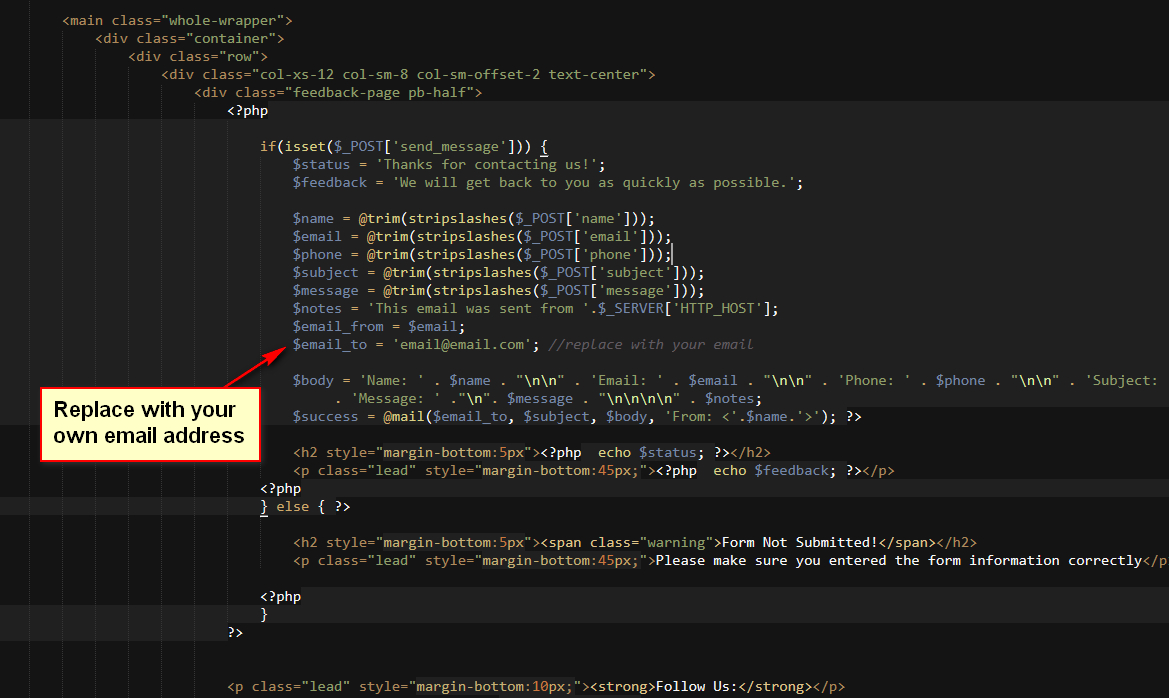 <main class="whole-wrapper">
<div class="container">
<div class="row">
<div class="col-xs-12 col-sm-8 col-sm-offset-2 text-center">
<div class="feedback-page pb-half">
<?php
if(isset($_POST['send_message'])) {
$status = 'Thanks for contacting us!';
$feedback = 'We will get back to you as quickly as possible.';
$name = @trim(stripslashes($_POST['name']));
$email = @trim(stripslashes($_POST['email']));
$phone = @trim(stripslashes($_POST['phone']));
$subject = @trim(stripslashes($_POST['subject']));
$message = @trim(stripslashes($_POST['message']));
$notes = 'This email was sent from '.$_SERVER['HTTP_HOST'];
$email_from = $email;
$email_to = 'email@email.com'; //replace with your email
$body = 'Name: ' . $name . "\n\n" . 'Email: ' . $email . "\n\n" . 'Phone: ' . $phone . "\n\n" . 'Subject:
. 'Message: ' ."\n". $message . "\n\n\n\n" . $notes;
$success = @mail($email_to, $subject, $body, 'From: <'.$name.'>'); ?>
Replace with your
own email address
<h2 style="margin-bottom:5px"><?php  echo $status; ?></h2>
<p class="lead" style="margin-bottom:45px;"><?php  echo $feedback; ?></p>
<?php
} else { ?>
<h2 style="margin-bottom:5px"><span class="warning">Form Not Submitted!</span></h2>
<p class="lead" style="margin-bottom:45px;">Please make sure you entered the form information correctly</p
<?php
}
?>
<p class="lead" style="margin-bottom:10px;"><strong>Follow Us:</strong></p>